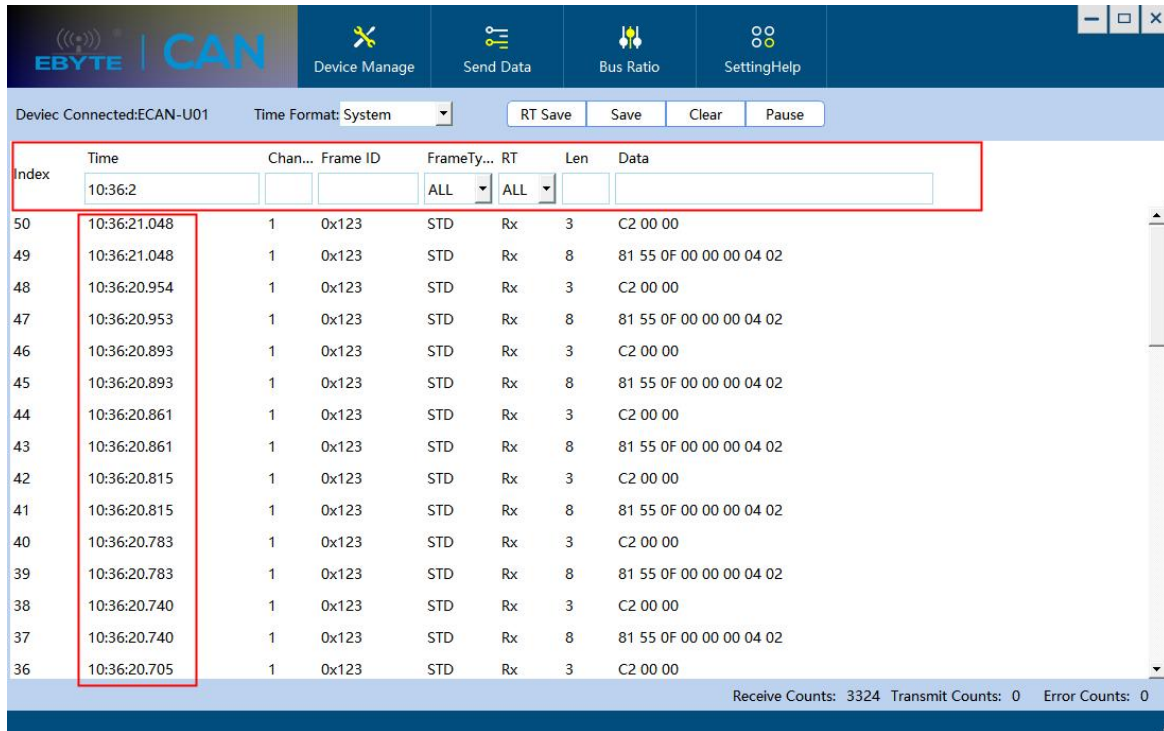 EBYTE | CAN
Device Manage Send Data Bus Ratio SettingHelp
Deviec Connected:ECAN-U01 Time Format: System RT Save Save Clear Pause
Index Time Chan... Frame ID FrameTy... RT Len Data
10:36:2 ALL ALL
50 10:36:21.048 1 0x123 STD Rx 3 C2 00 00
49 10:36:21.048 1 0x123 STD Rx 8 81 55 0F 00 00 00 04 02
48 10:36:20.954 1 0x123 STD Rx 3 C2 00 00
47 10:36:20.953 1 0x123 STD Rx 8 81 55 0F 00 00 00 04 02
46 10:36:20.893 1 0x123 STD Rx 3 C2 00 00
45 10:36:20.893 1 0x123 STD Rx 8 81 55 0F 00 00 00 04 02
44 10:36:20.861 1 0x123 STD Rx 3 C2 00 00
43 10:36:20.861 1 0x123 STD Rx 8 81 55 0F 00 00 00 04 02
42 10:36:20.815 1 0x123 STD Rx 3 C2 00 00
41 10:36:20.815 1 0x123 STD Rx 8 81 55 0F 00 00 00 04 02
40 10:36:20.783 1 0x123 STD Rx 3 C2 00 00
39 10:36:20.783 1 0x123 STD Rx 8 81 55 0F 00 00 00 04 02
38 10:36:20.740 1 0x123 STD Rx 3 C2 00 00
37 10:36:20.740 1 0x123 STD Rx 8 81 55 0F 00 00 00 04 02
36 10:36:20.705 1 0x123 STD Rx 3 C2 00 00
Receive Counts: 3324 Transmit Counts: 0 Error Counts: 0